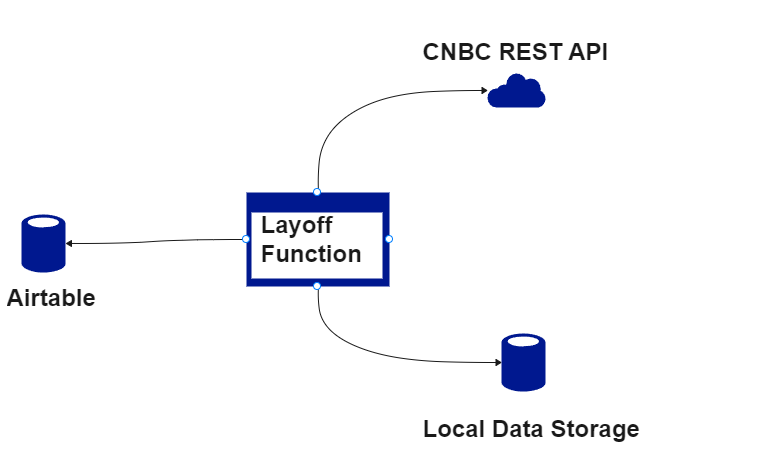 CNBC REST API
Layoff
Function
Airtable
Local Data Storage